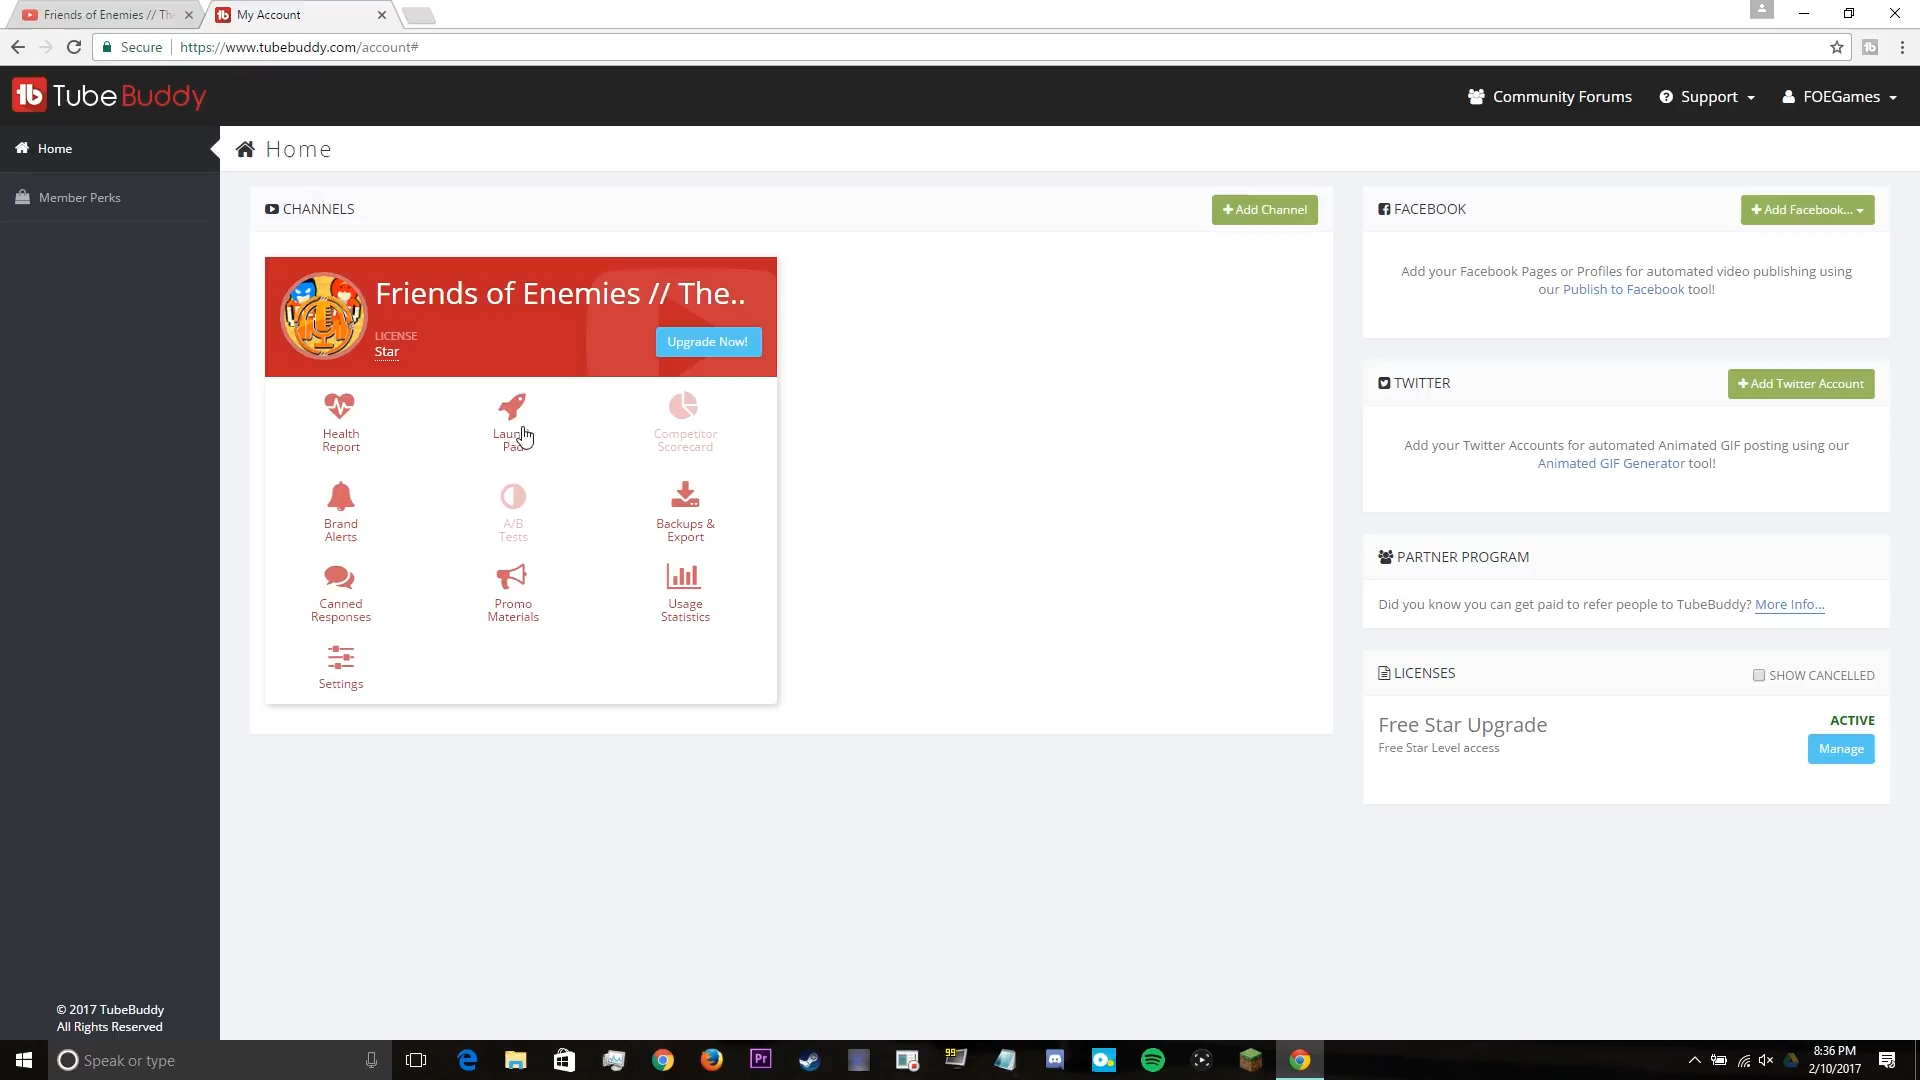 Friends of Enemies // Th
My Account
Secure
https://www.tubebuddy.com/account#
TubeBuddy
Community Forums
Support
FOEGames
Home
Member Perks
Home
CHANNELS
Add Channel
Friends of Enemies // The..
LICENSE
Star
Upgrade Now!
Health
Report
Competitor
Scorecard
Brand
Alerts
A/B
Tests
Backups &
Export
Canned
Responses
Promo
Materials
Usage
Statistics
Settings
FACEBOOK
Add Facebook...
Add your Facebook Pages or Profiles for automated video publishing using
our Publish to Facebook tool!
TWITTER
Add Twitter Account
Add your Twitter Accounts for automated Animated GIF posting using our
Animated GIF Generator tool!
PARTNER PROGRAM
Did you know you can get paid to refer people to TubeBuddy? More Info...
LICENSES
SHOW CANCELLED
Free Star Upgrade
ACTIVE
Free Star Level access
Manage
© 2017 TubeBuddy
All Rights Reserved
Speak or type
Pr
99
8:36 PM
2/10/2017